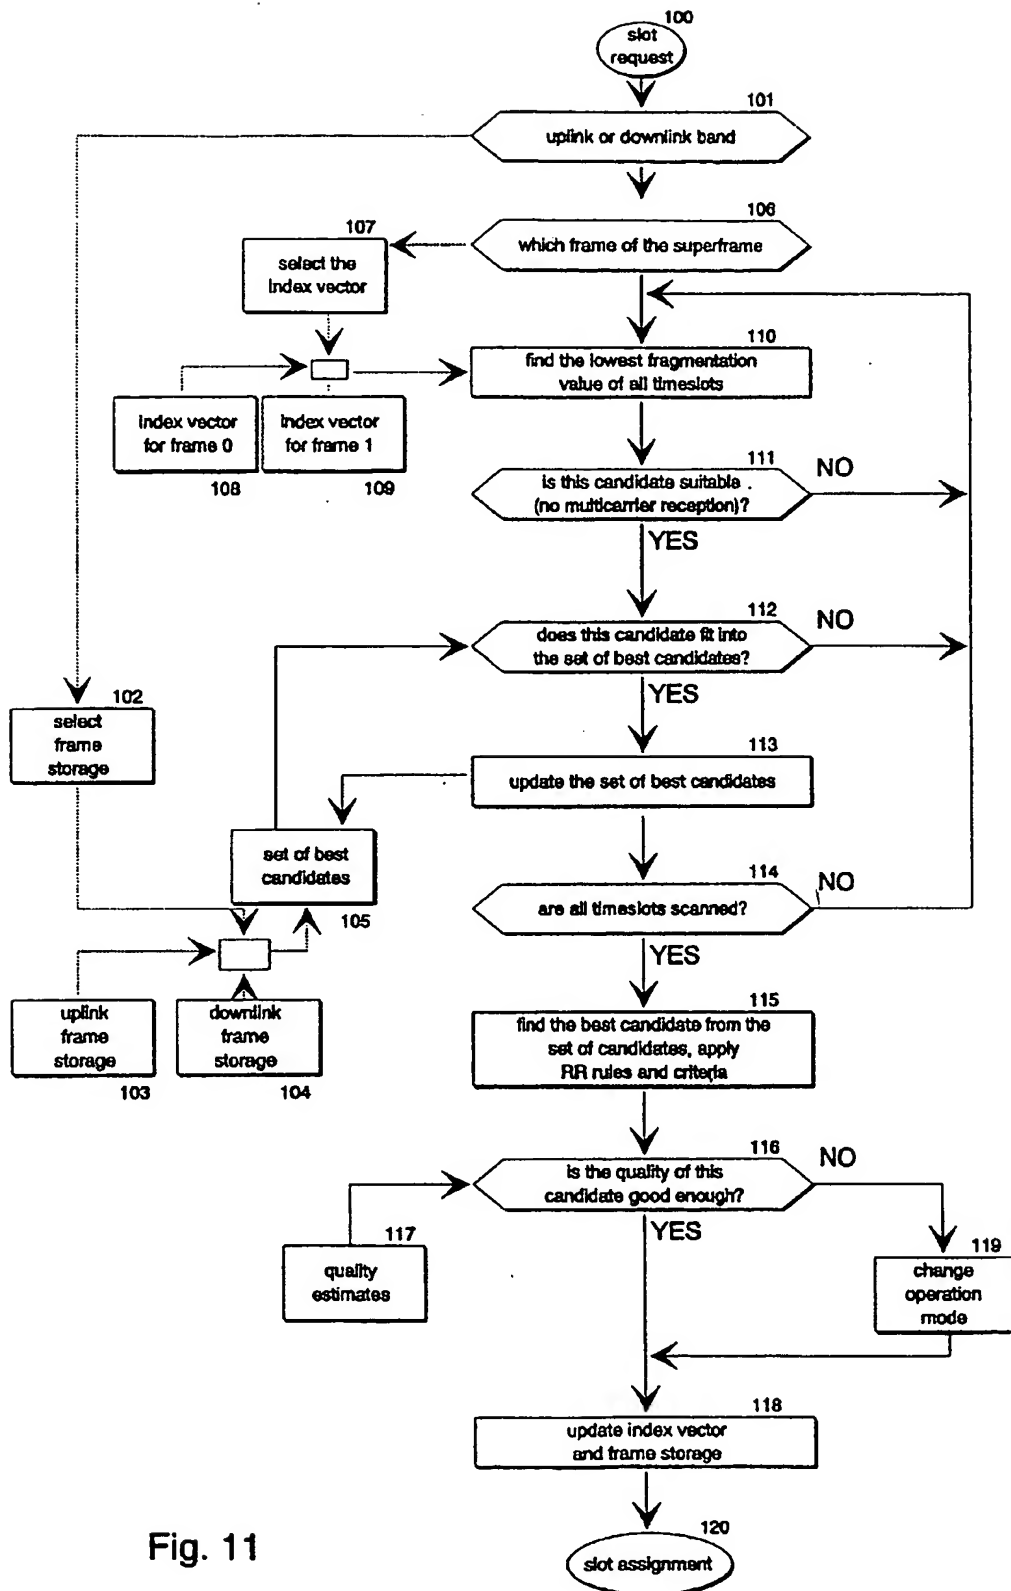 100
slot
request
101
uplink or downlink band
106
which frame of the superframe
107
select the
index vector
110
find the lowest fragmentation
value of all timeslots
index vector
for frame 0
108
index vector
for frame 1
109
111
is this candidate suitable
(no multicarrier reception)?
NO
YES
112
does this candidate fit into
the set of best candidates?
NO
YES
102
select
frame
storage
113
update the set of best candidates
set of best
candidates
105
114
are all timeslots scanned?
NO
YES
uplink
frame
storage
103
downlink
frame
storage
104
115
find the best candidate from the
set of candidates, apply
RR rules and criteria
116
is the quality of this
candidate good enough?
NO
YES
117
quality
estimates
119
change
operation
mode
118
update index vector
and frame storage
120
slot assignment
Fig. 11